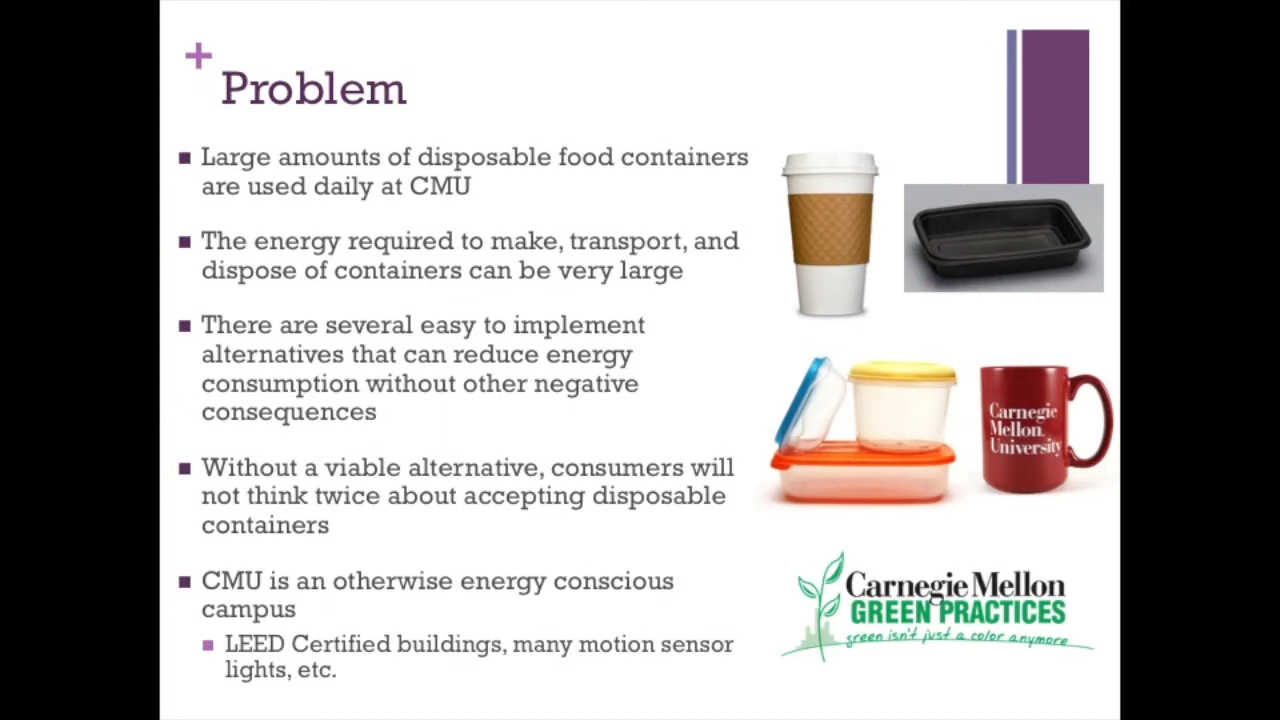 +
Problem
■ Large amounts of disposable food containers
are used daily at CMU
■ The energy required to make, transport, and
dispose of containers can be very large
■ There are several easy to implement
alternatives that can reduce energy
consumption without other negative
consequences
■ Without a viable alternative, consumers will
not think twice about accepting disposable
containers
■ CMU is an otherwise energy conscious
campus
■ LEED Certified buildings, many motion sensor
lights, etc.
Carnegie
Mellon
University
Carnegie Mellon
GREEN PRACTICES
green isn't just a color anymore